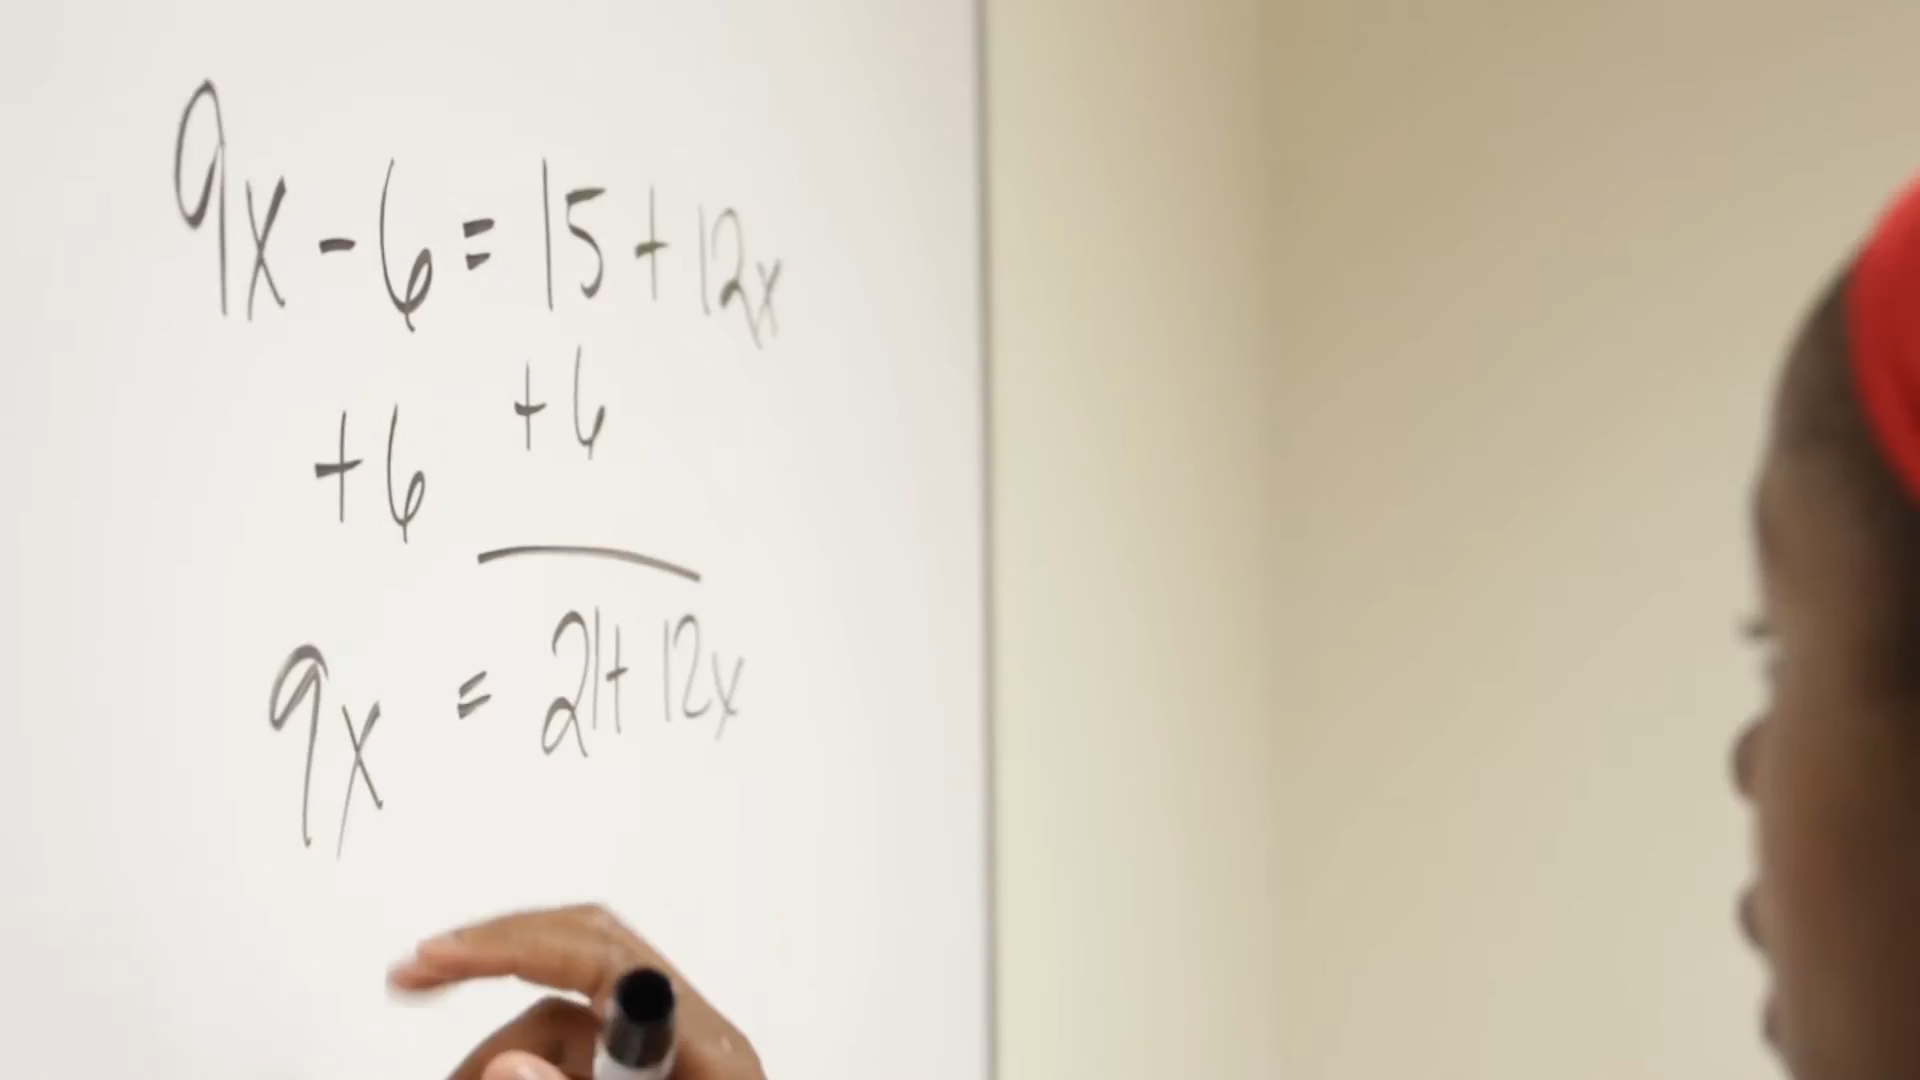 9x - 6 = 15 + 12x
+6 +6
9x = 21 + 12x